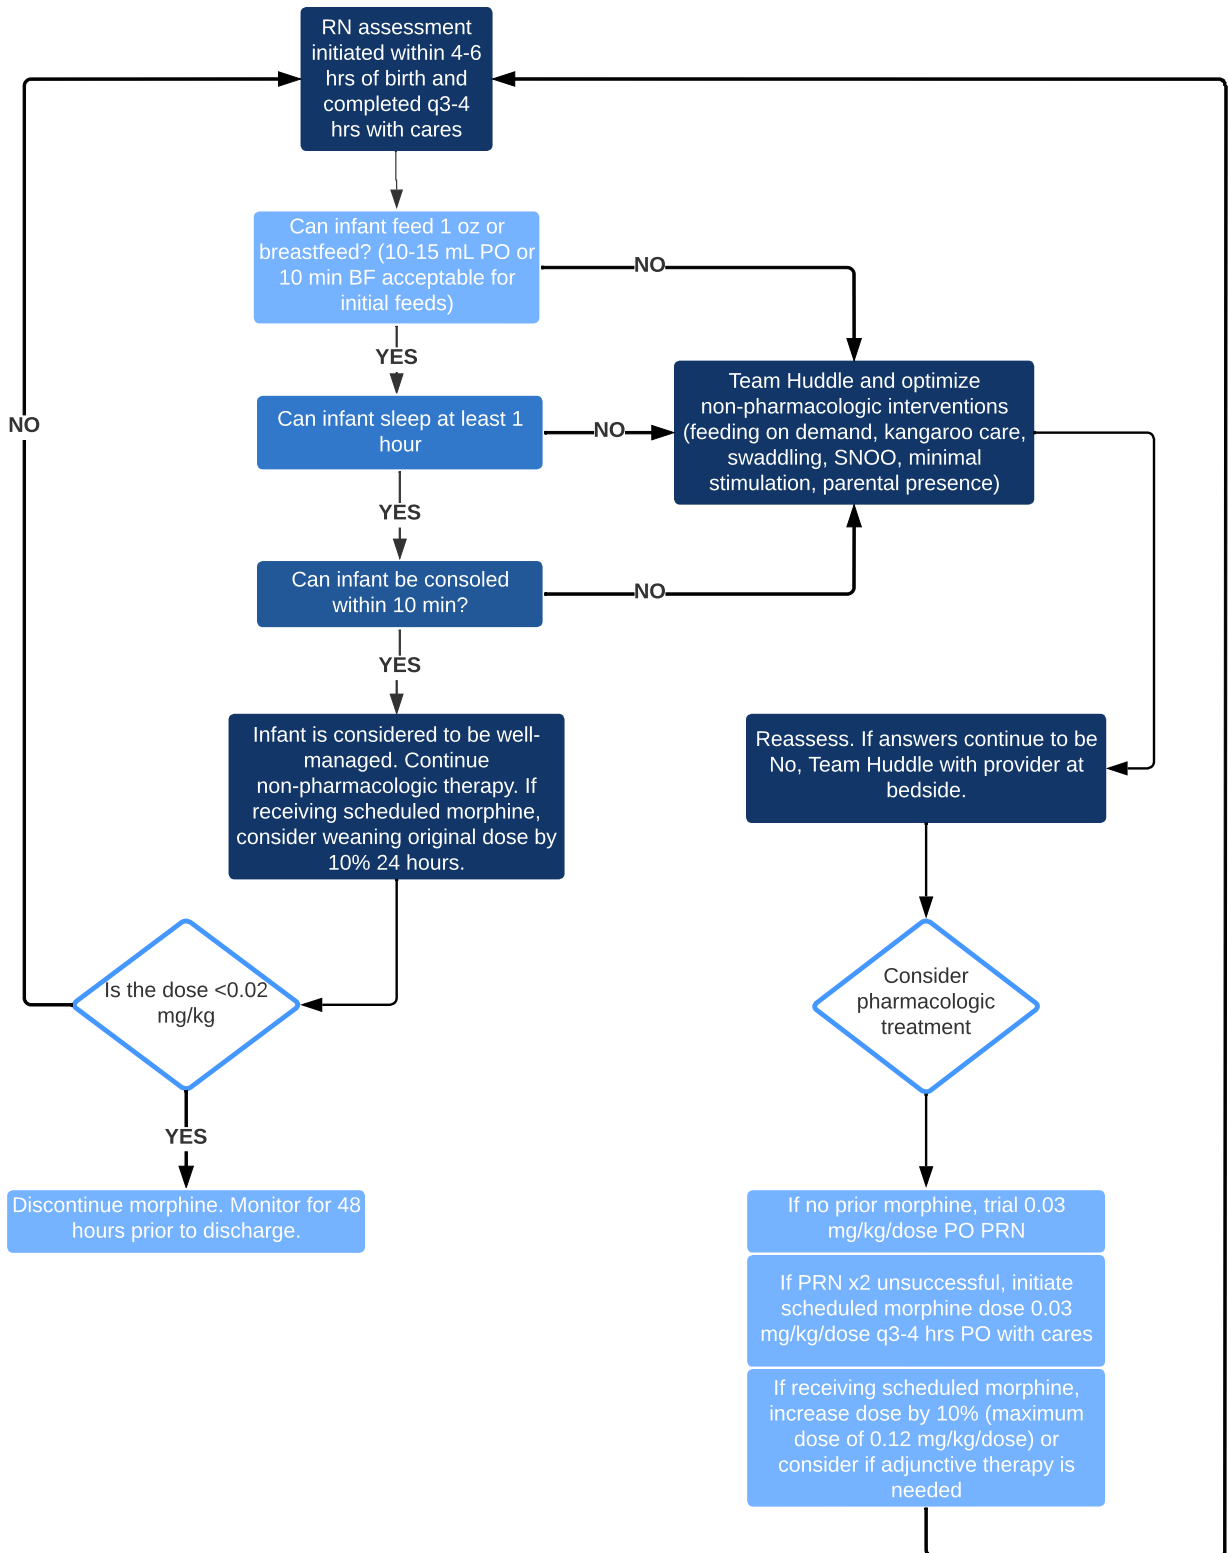 RN assessment
initiated within 4-6
hrs of birth and
completed q3-4
hrs with cares
Can infant feed 1 oz or
breastfeed? (10-15 mL PO or
10 min BF acceptable for
initial feeds)
NO
YES
Can infant sleep at least 1
hour
NO
Team Huddle and optimize
non-pharmacologic interventions
(feeding on demand, kangaroo care,
swaddling, SNOO, minimal
stimulation, parental presence)
NO
YES
Can infant be consoled
within 10 min?
NO
YES
Infant is considered to be well-
managed. Continue
non-pharmacologic therapy. If
receiving scheduled morphine,
consider weaning original dose by
10% 24 hours.
Reassess. If answers continue to be
No, Team Huddle with provider at
bedside.
Is the dose <0.02
mg/kg
Consider
pharmacologic
treatment
YES
Discontinue morphine. Monitor for 48
hours prior to discharge.
If no prior morphine, trial 0.03
mg/kg/dose PO PRN
If PRN x2 unsuccessful, initiate
scheduled morphine dose 0.03
mg/kg/dose q3-4 hrs PO with cares
If receiving scheduled morphine,
increase dose by 10% (maximum
dose of 0.12 mg/kg/dose) or
consider if adjunctive therapy is
needed